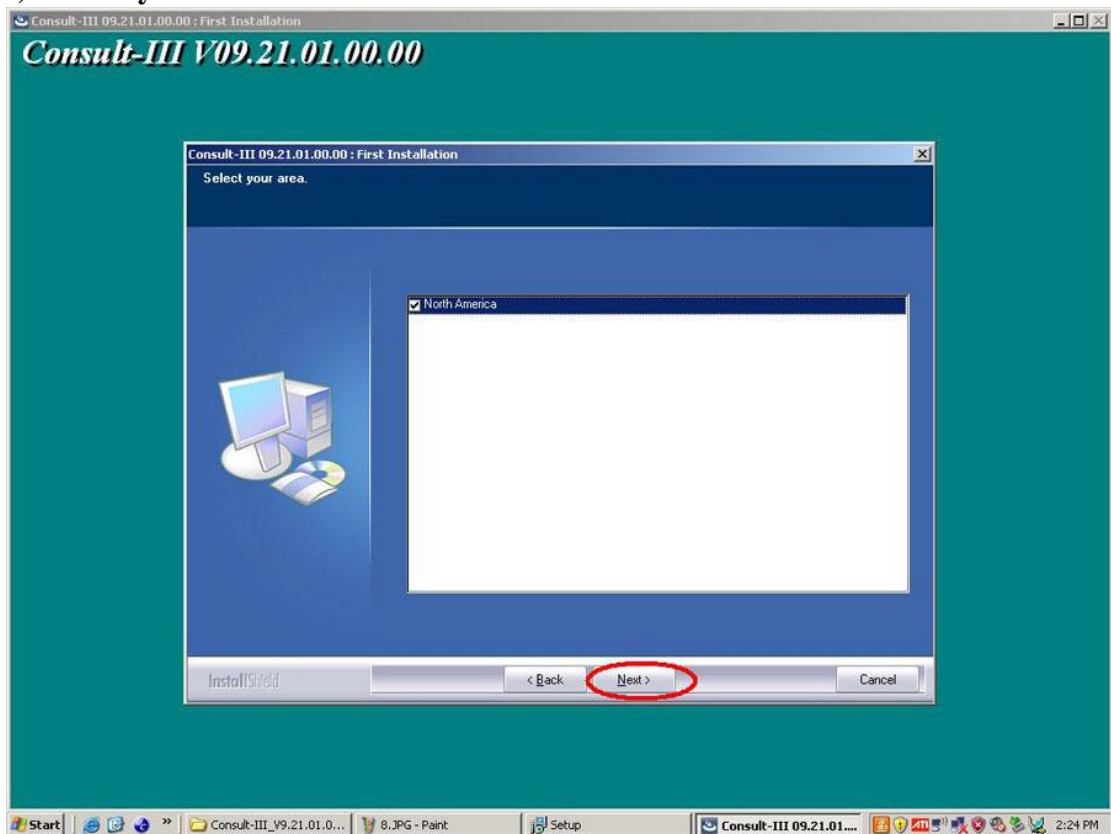 Consult-III 09.21.01.00.00 : First Installation
Consult-III V09.21.01.00.00
Consult-III 09.21.01.00.00 : First Installation
Select your area.
North America
InstallShield
< Back
Next >
Cancel
Start
»
Consult-III_V9.21.01.0...
8.JPG - Paint
Setup
Consult-III 09.21.01....
ATI
2:24 PM